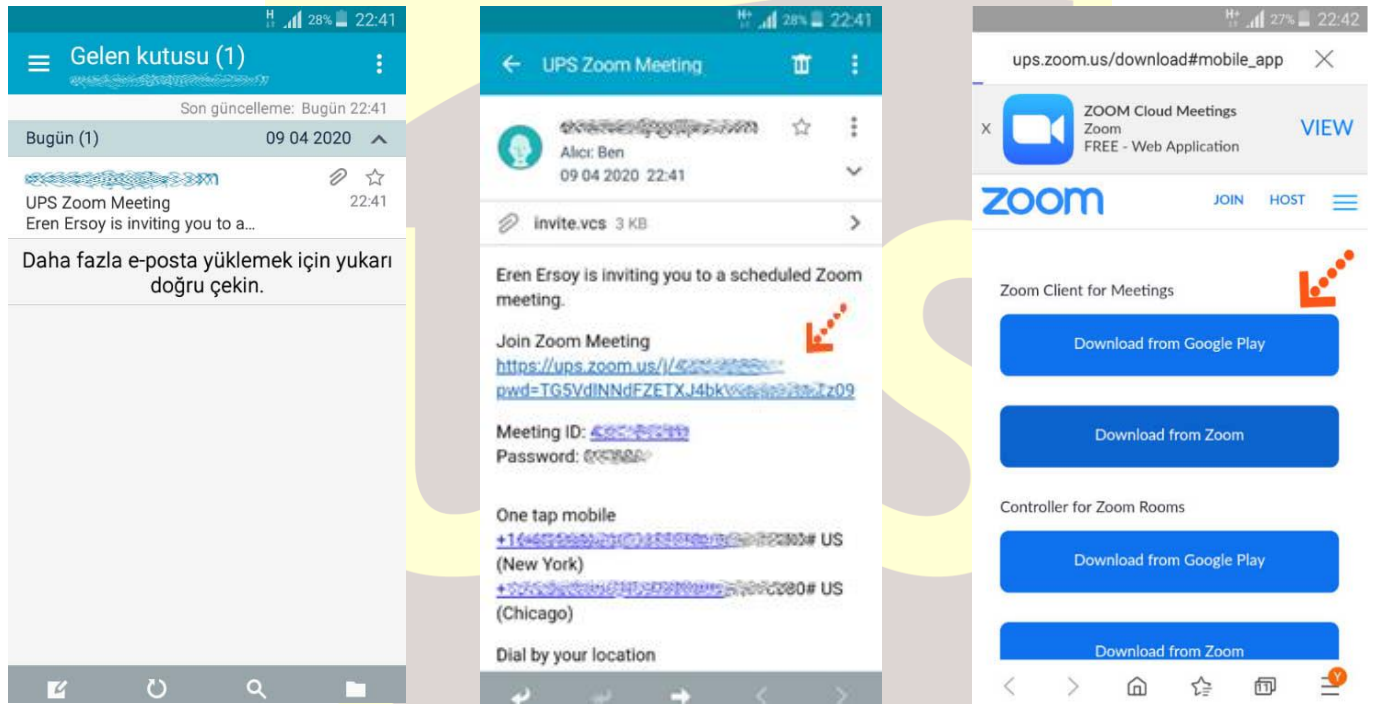 H 28% 22:41
Gelen kutusu (1)
Son güncelleme: Bugün 22:41
Bugün (1) 09 04 2020
UPS Zoom Meeting 22:41
Eren Ersoy is inviting you to a...
Daha fazla e-posta yüklemek için yukarı
doğru çekin.
H+ 28% 22:41
UPS Zoom Meeting
Alıcı: Ben
09 04 2020 22:41
invite.vcs 3 KB
Eren Ersoy is inviting you to a scheduled Zoom
meeting.
Join Zoom Meeting
https://ups.zoom.us/j/
Meeting ID:
Password:
One tap mobile
US
(New York)
US
(Chicago)
Dial by your location
H+ 27% 22:42
ups.zoom.us/download#mobile_app
ZOOM Cloud Meetings
x Zoom VIEW
FREE - Web Application
zoom JOIN HOST
Zoom Client for Meetings
Download from Google Play
Download from Zoom
Controller for Zoom Rooms
Download from Google Play
Download from Zoom
11 Y